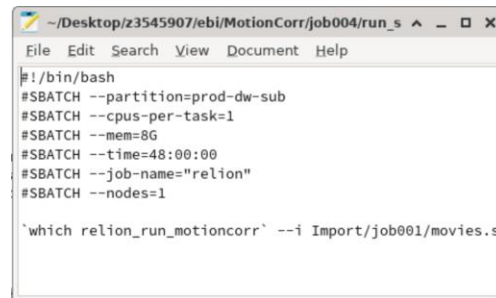 ~/Desktop/z3545907/ebi/MotionCorr/job004/run_s
File Edit Search View Document Help
#!/bin/bash
#SBATCH --partition=prod-dw-sub
#SBATCH --cpus-per-task=1
#SBATCH --mem=8G
#SBATCH --time=48:00:00
#SBATCH --job-name="relion"
#SBATCH --nodes=1
`which relion_run_motioncorr` --i Import/job001/movies.s